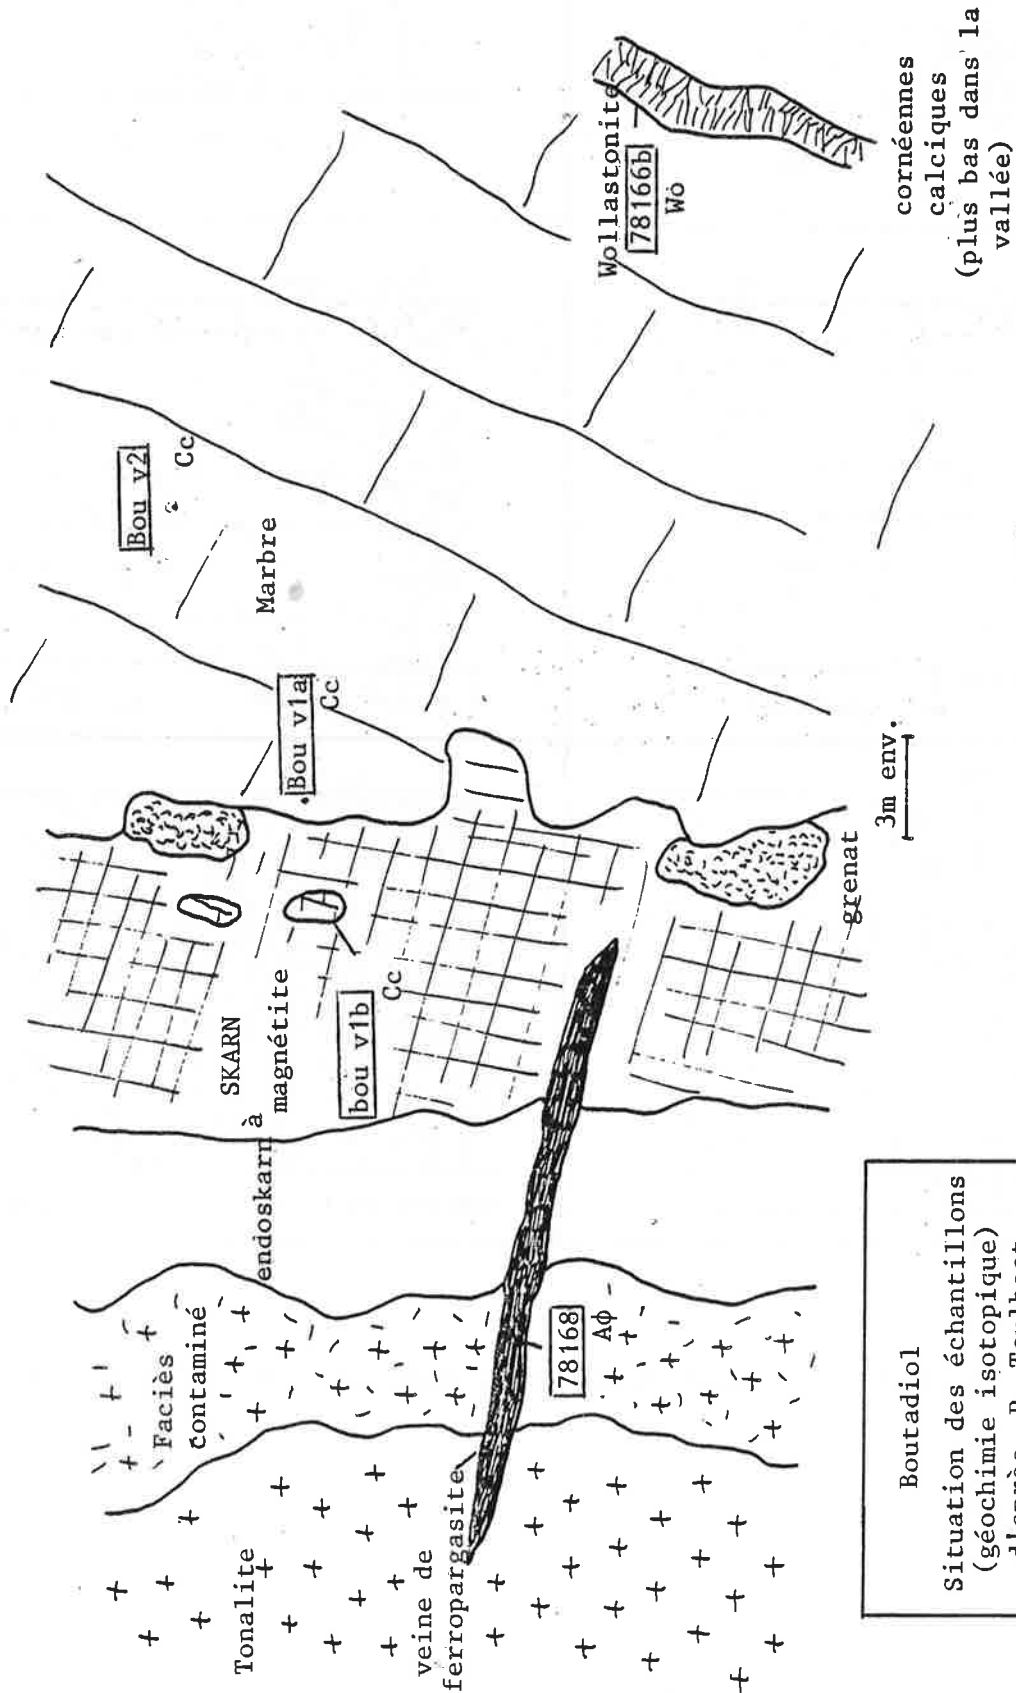 Tonalite
veine de
ferropargasite
Faciès
contaminé
78168
AΦ
endoskarn à
SKARN
magnétite
bou v1b
Cc
grenat
3m env.
Bou v1a
Cc
Marbre
Bou v2
Cc
Wollastonite
78166b
Wo
cornéennes
calciques
(plus bas dans la
vallée)
Boutadiol
Situation des échantillons
(géochimie isotopique)